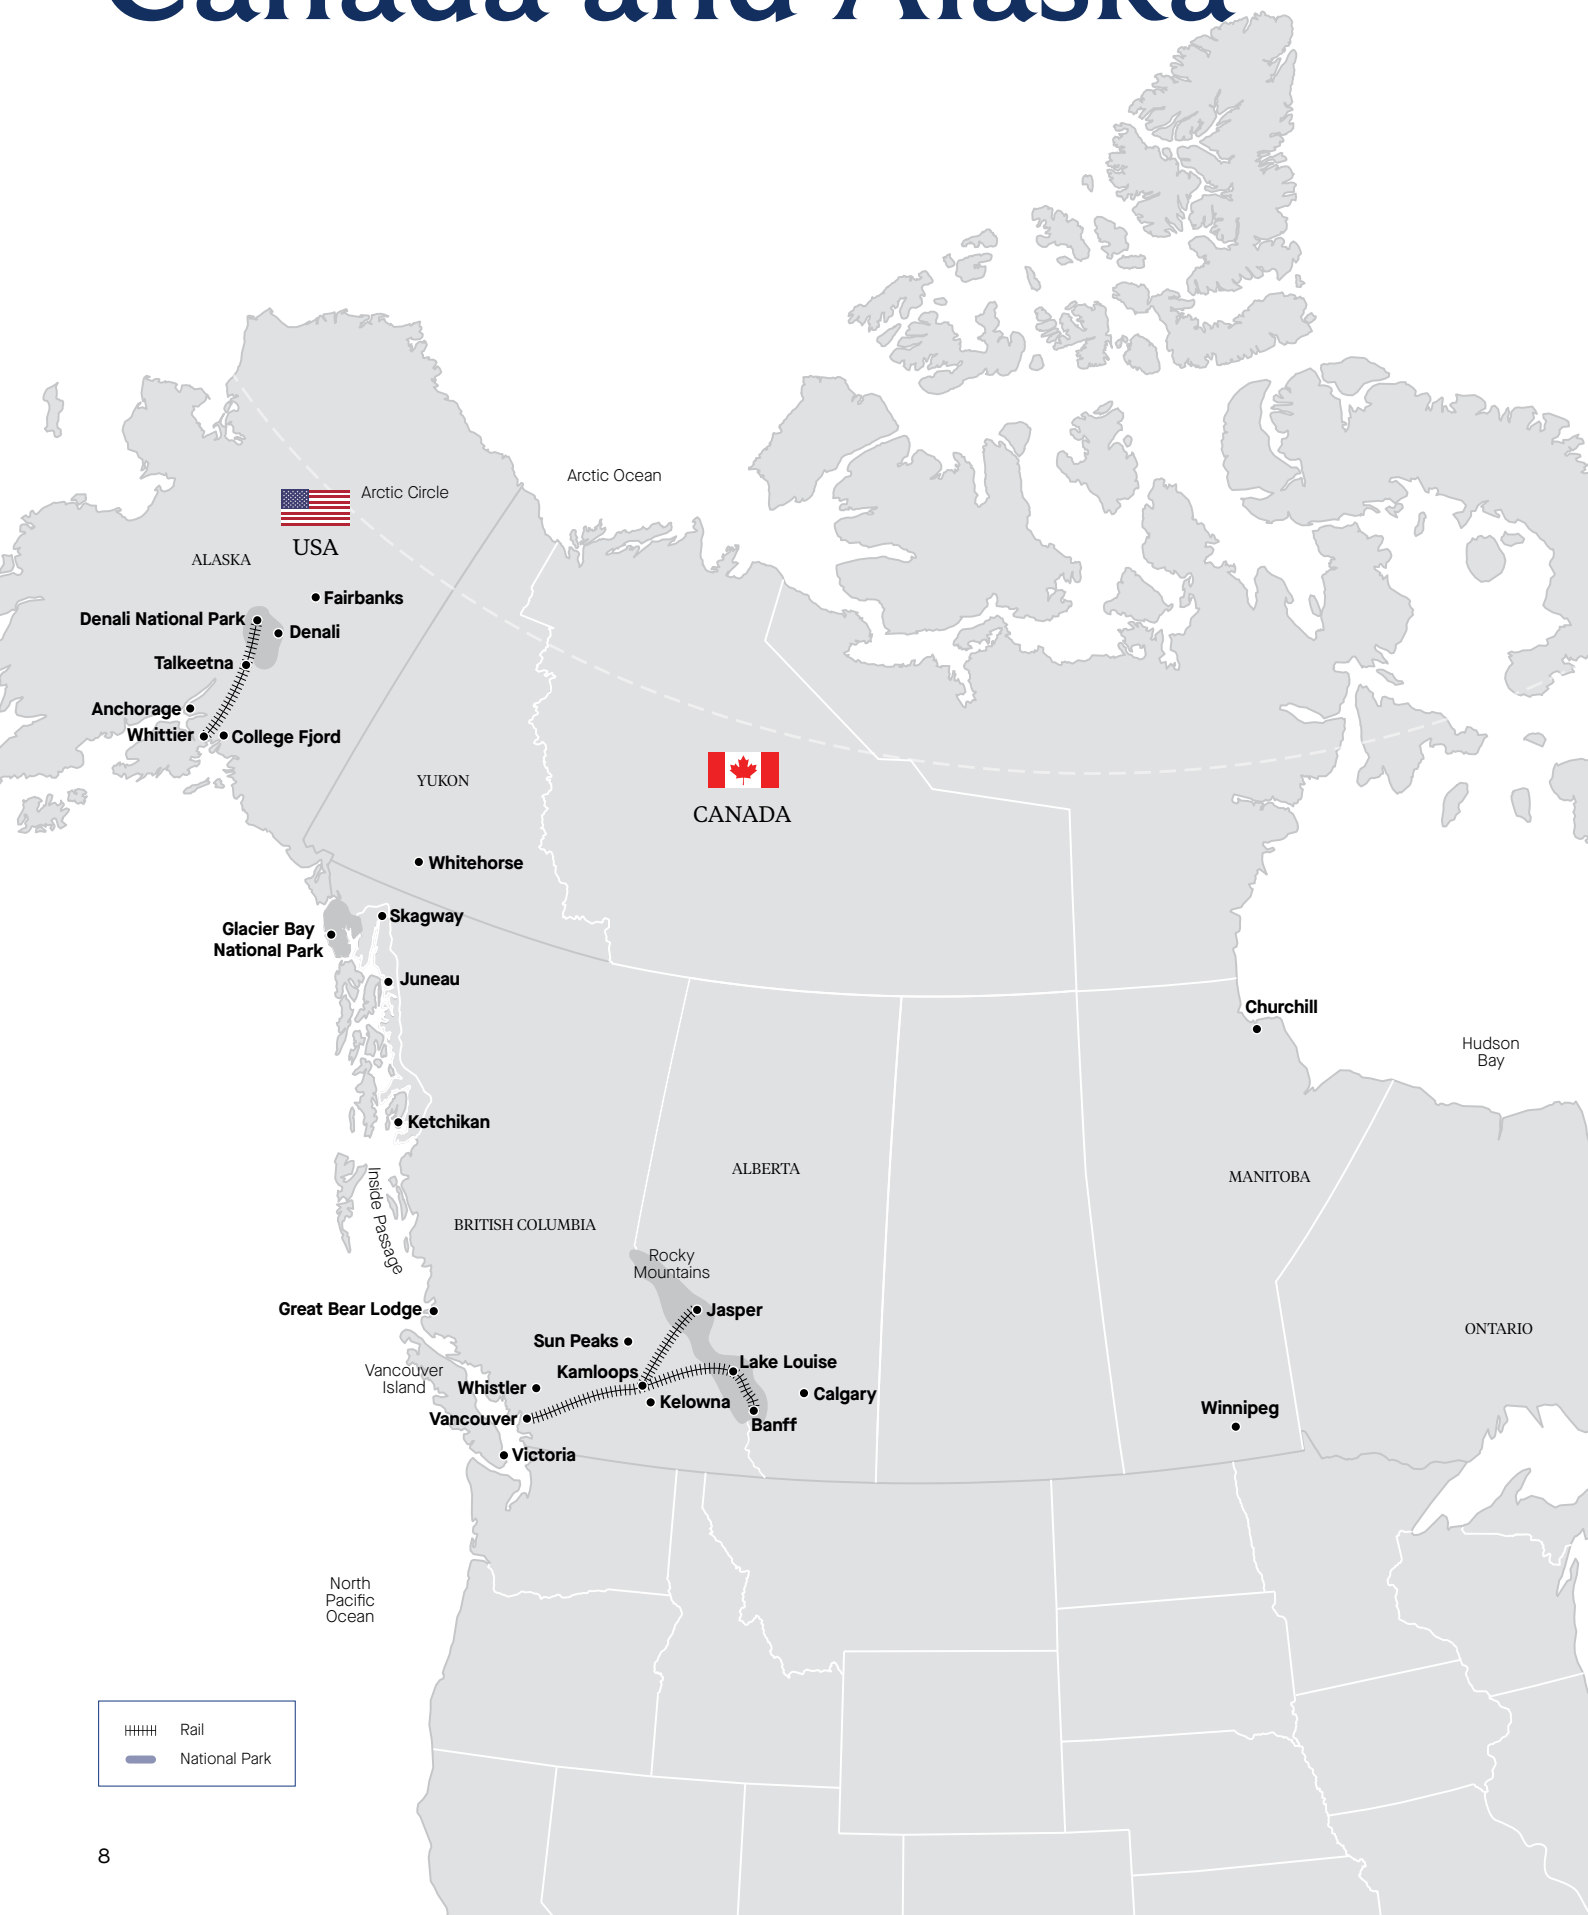 Canada and Alaska
Arctic Ocean
Arctic Circle
USA
ALASKA
Fairbanks
Denali National Park
Denali
Talkeetna
Anchorage
Whittier
College Fjord
YUKON
CANADA
Whitehorse
Skagway
Glacier Bay
National Park
Juneau
Churchill
Hudson
Bay
Ketchikan
ALBERTA
MANITOBA
Inside Passage
BRITISH COLUMBIA
Rocky
Mountains
Great Bear Lodge
Jasper
ONTARIO
Sun Peaks
Lake Louise
Vancouver
Island
Kamloops
Whistler
Calgary
Kelowna
Winnipeg
Vancouver
Banff
Victoria
North
Pacific
Ocean
Rail
National Park
8